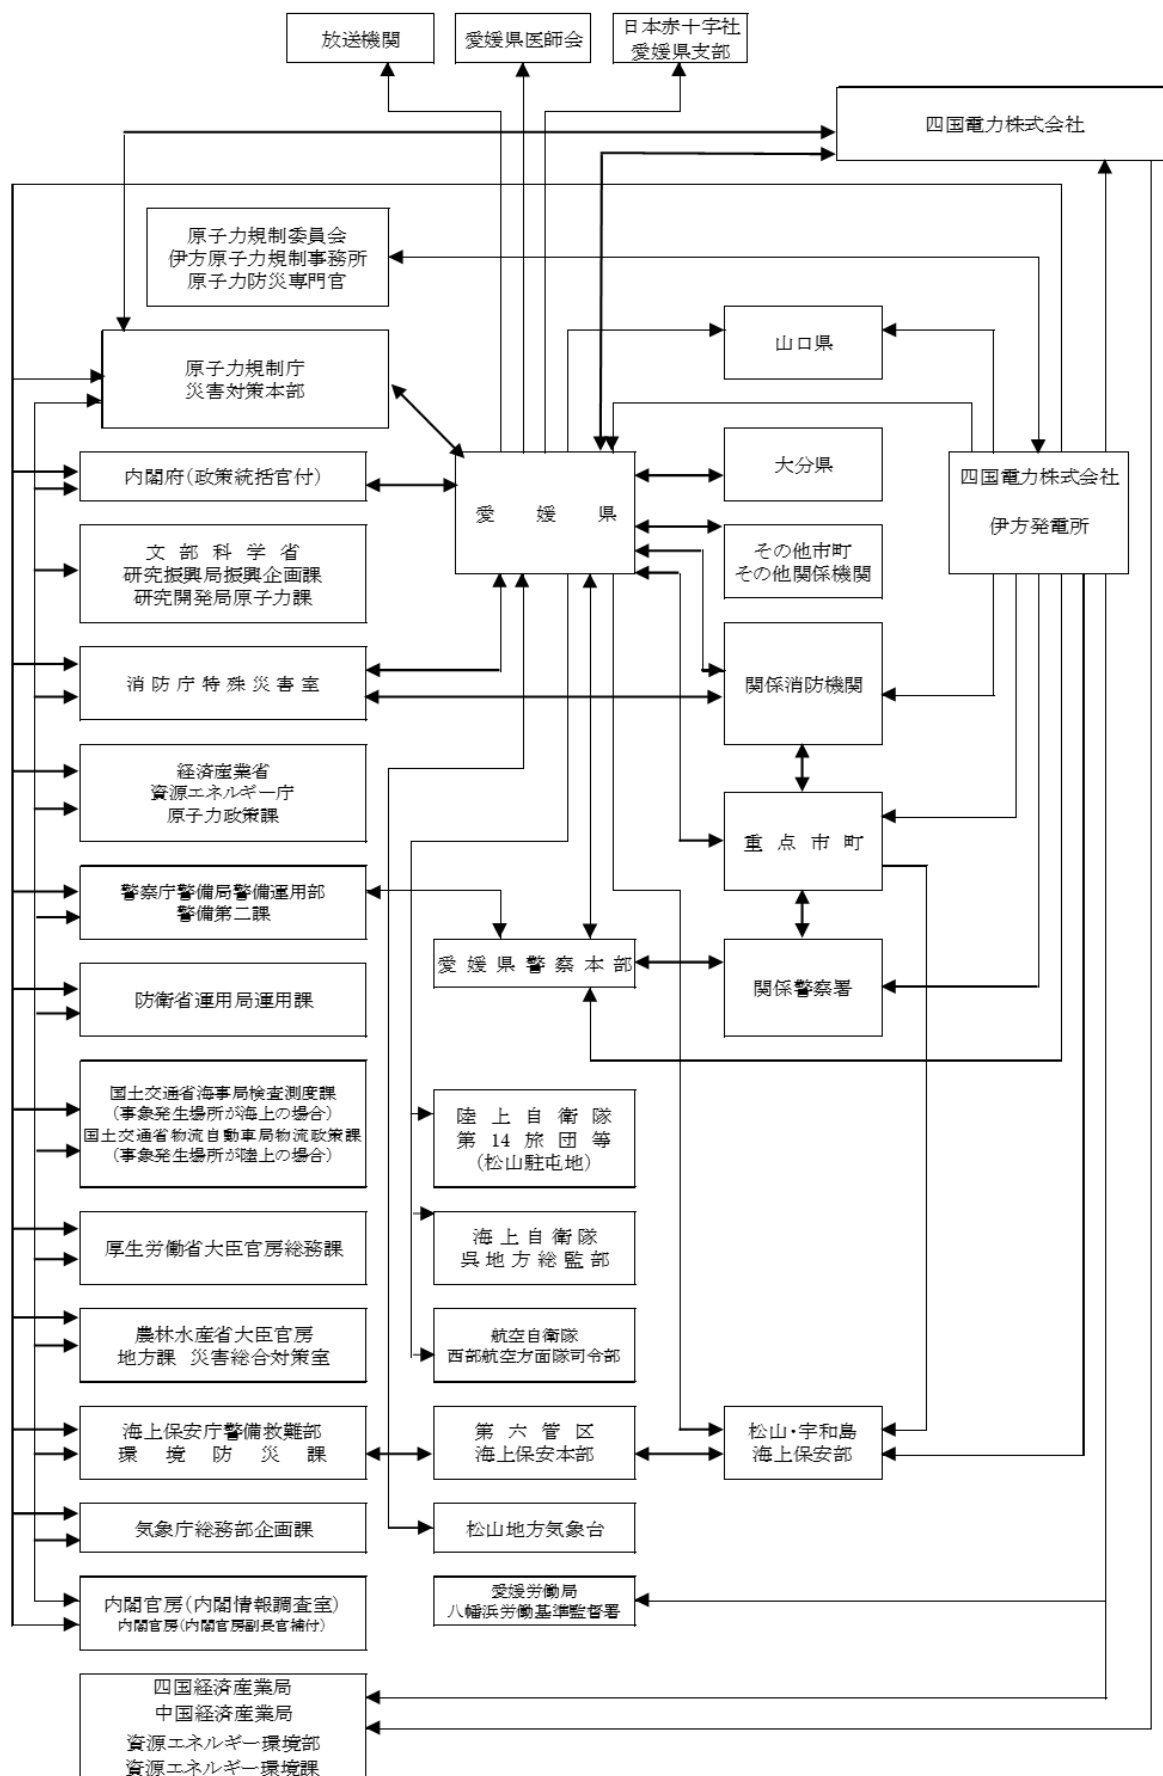 放送機関
愛媛県医師会
日本赤十字社
愛媛県支部
四国電力株式会社
原子力規制委員会
伊方原子力規制事務所
原子力防災専門官
山口県
原子力規制庁
災害対策本部
大分県
四国電力株式会社
伊方発電所
内閣府(政策統括官付)
愛媛県
その他市町
その他関係機関
文部科学省
研究振興局振興企画課
研究開発局原子力課
消防庁特殊災害室
関係消防機関
経済産業省
資源エネルギー庁
原子力政策課
重点市町
警察庁警備局警備運用部
警備第二課
愛媛県警察本部
関係警察署
防衛省運用局運用課
国土交通省海事局検査測度課
(事象発生場所が海上の場合)
国土交通省物流自動車局物流政策課
(事象発生場所が陸上の場合)
陸上自衛隊
第14旅団等
(松山駐屯地)
厚生労働省大臣官房総務課
海上自衛隊
呉地方総監部
農林水産省大臣官房
地方課 災害総合対策室
航空自衛隊
西部航空方面隊司令部
海上保安庁警備救難部
環境防災課
第六管区
海上保安本部
松山・宇和島
海上保安部
気象庁総務部企画課
松山地方気象台
内閣官房(内閣情報調査室)
内閣官房(内閣官房副長官補付)
愛媛労働局
八幡浜労働基準監督署
四国経済産業局
中国経済産業局
資源エネルギー環境部
資源エネルギー環境課